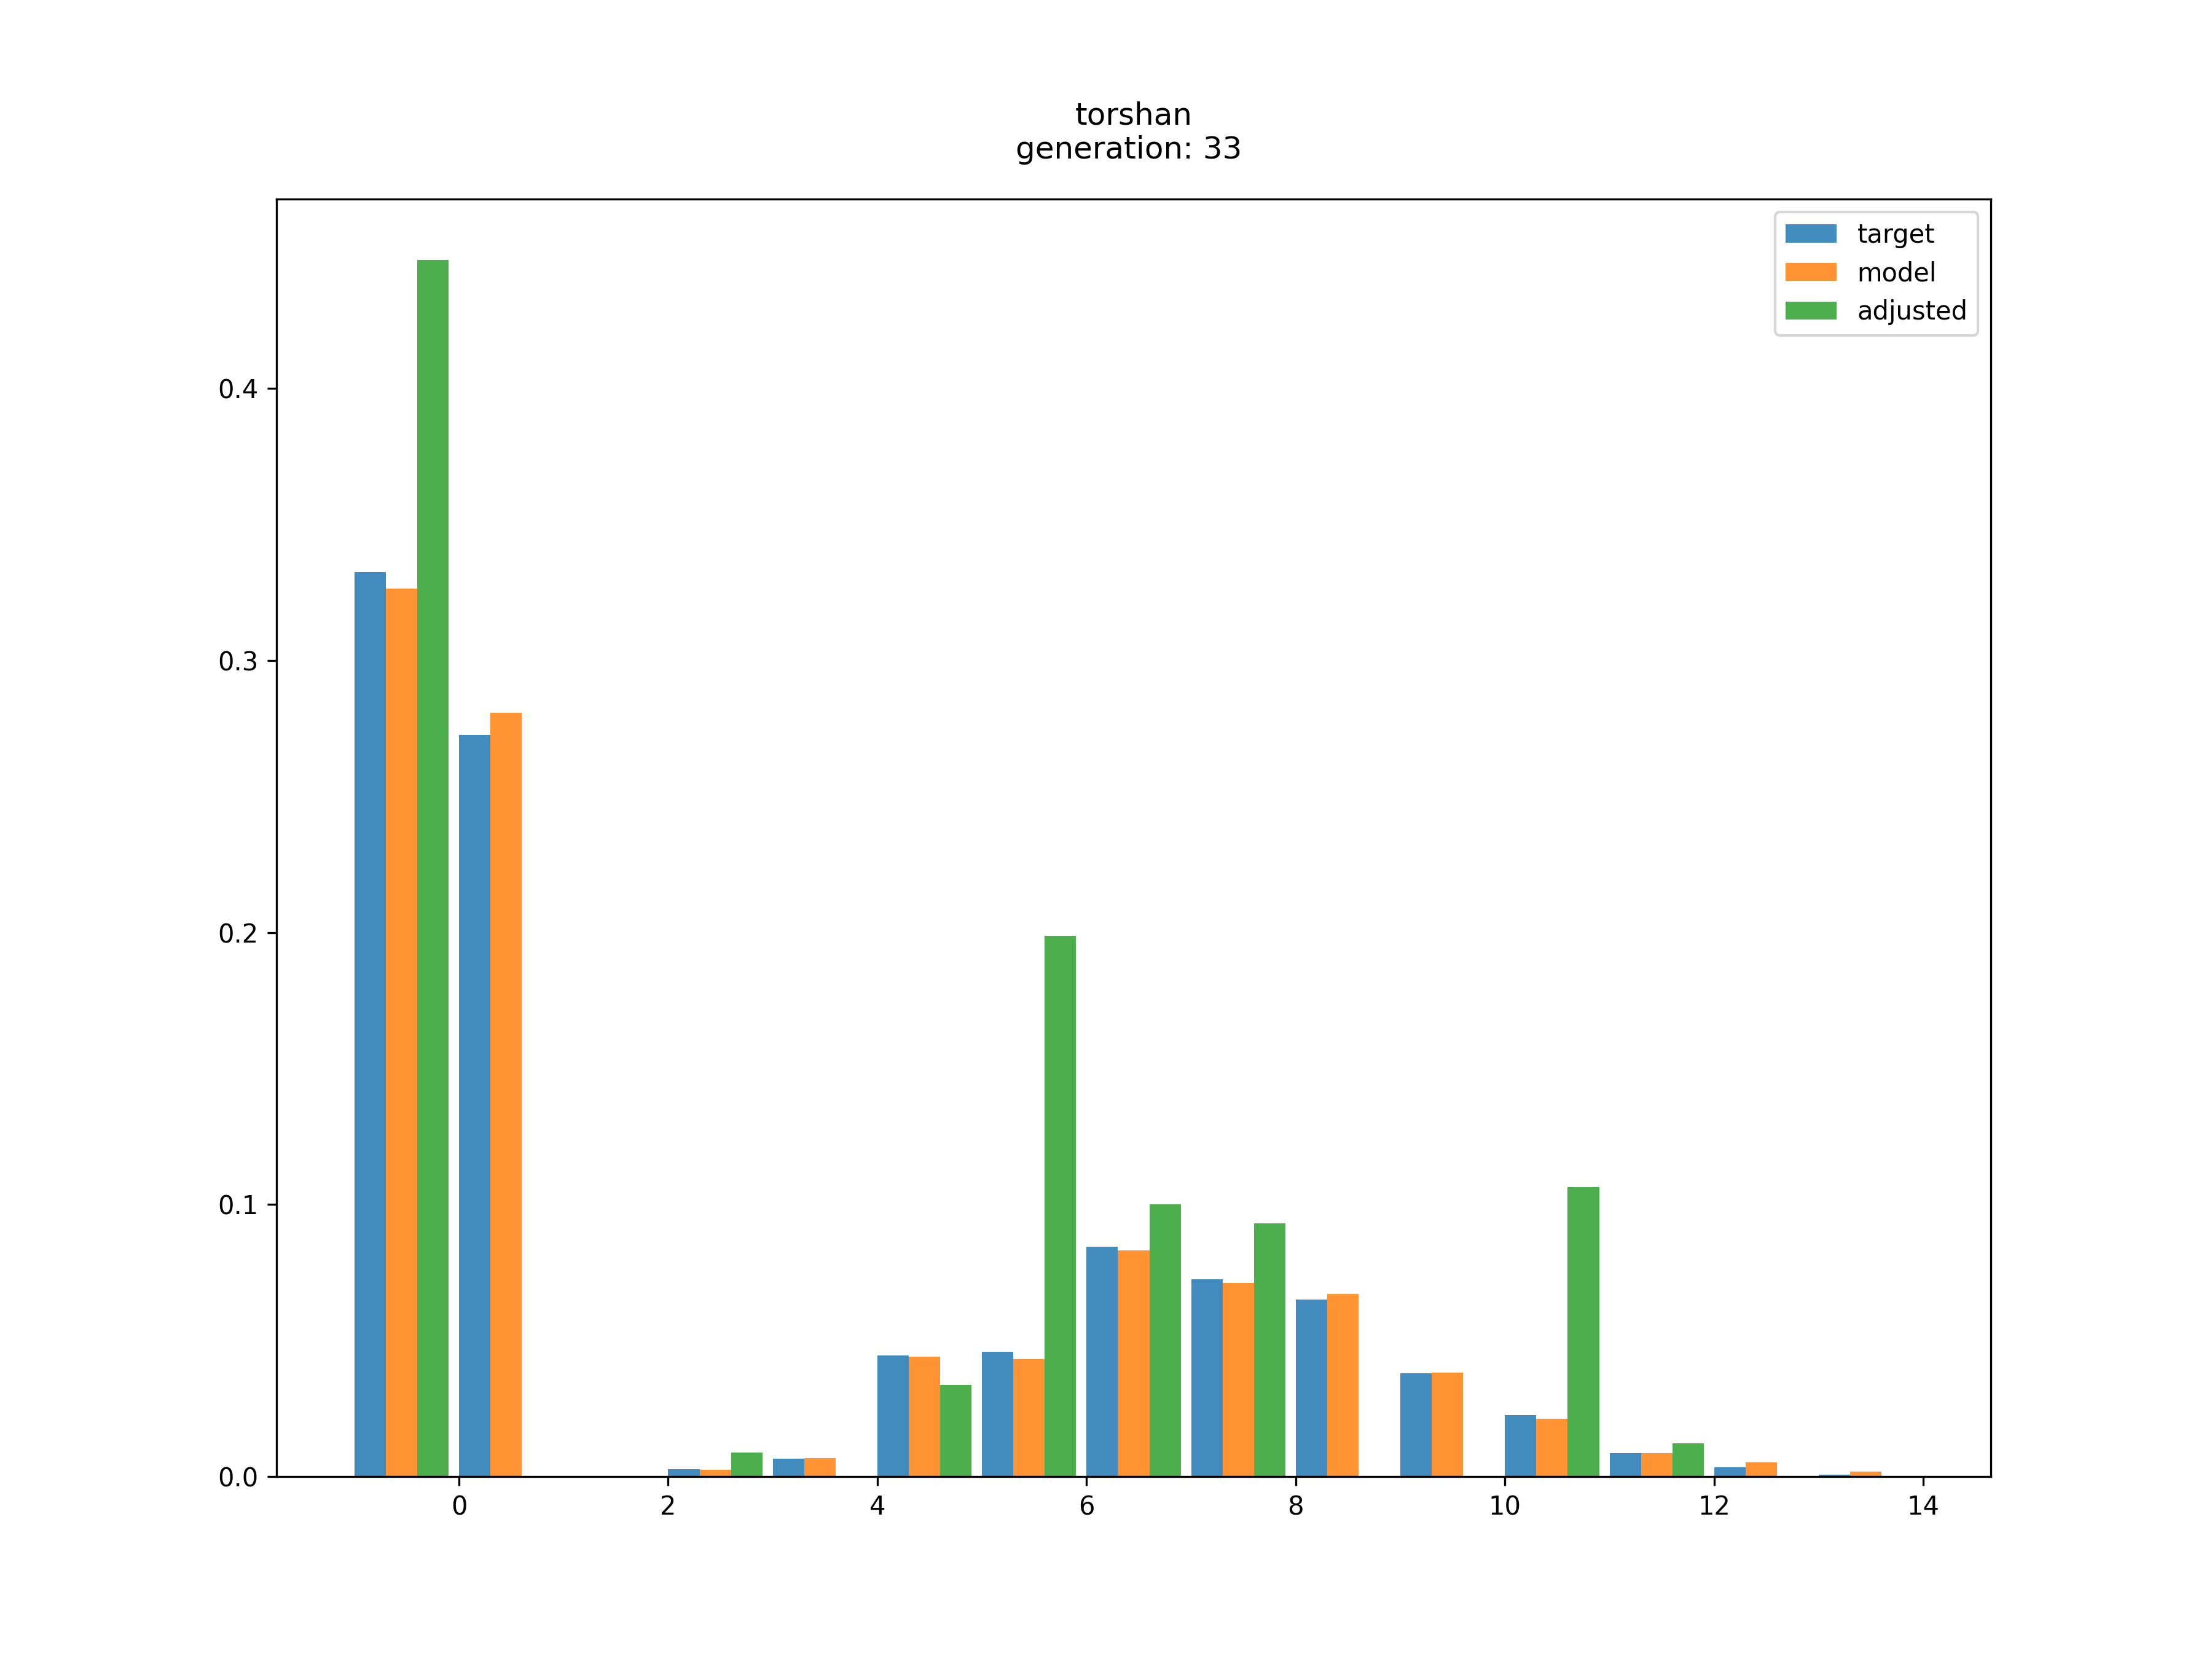 torshan
generation: 33
target
model
adjusted
0.4
0.3
0.2
0.1
0.0
0 2 4 6 8 10 12 14